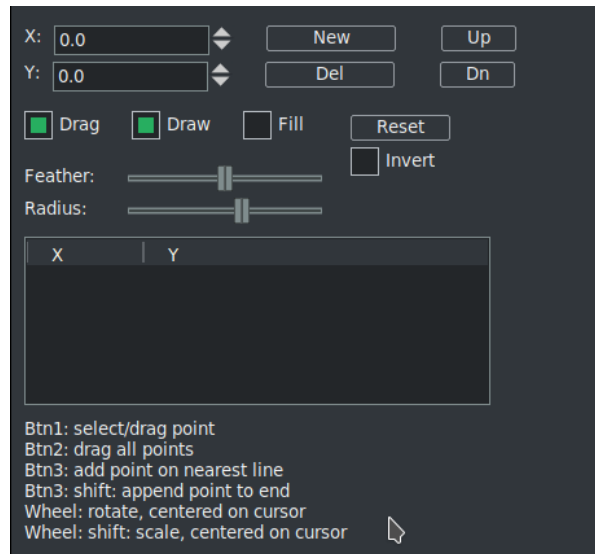 X: 0.0 New Up
Y: 0.0 Del Dn
Drag Draw Fill Reset
Invert
Feather:
Radius:
X Y
Btn1: select/drag point
Btn2: drag all points
Btn3: add point on nearest line
Btn3: shift: append point to end
Wheel: rotate, centered on cursor
Wheel: shift: scale, centered on cursor